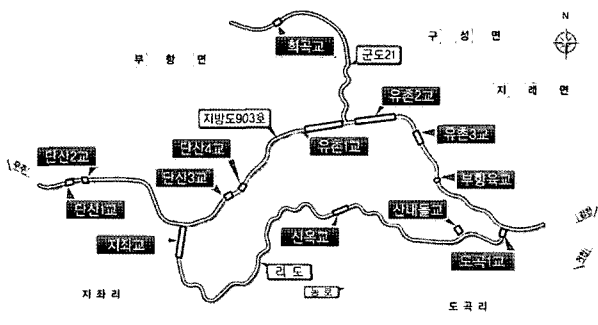 N
구 성 면
희곡교
군도21
부 항 면
지 례 면
유촌2교
지방도903호
유촌1교
유촌3교
단산4교
단산2교
단산3교
부항교
단산1교
산내들교
신옥교
지좌교
도곡1교
리 도
농로
지 좌 리
도 곡 리